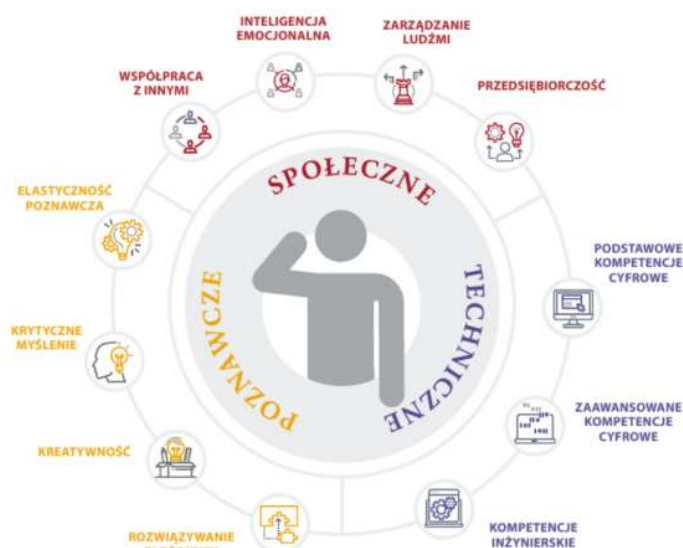 INTELIGENCJA
EMOCJONALNA
ZARZĄDZANIE
LUDŹMI
WSPÓŁPRACA
Z INNYMI
PRZEDSIĘBIORCZOŚĆ
SPOŁECZNE
ELASTYCZNOŚĆ
POZNAWCZA
PODSTAWOWE
KOMPETENCJE
CYFROWE
POZNAWCZE
TECHNICZNE
KRYTYCZNE
MYŚLENIE
ZAAWANSOWANE
KOMPETENCJE
CYFROWE
KREATYWNOŚĆ
KOMPETENCJE
INŻYNIERSKIE
ROZWIĄZYWANIE